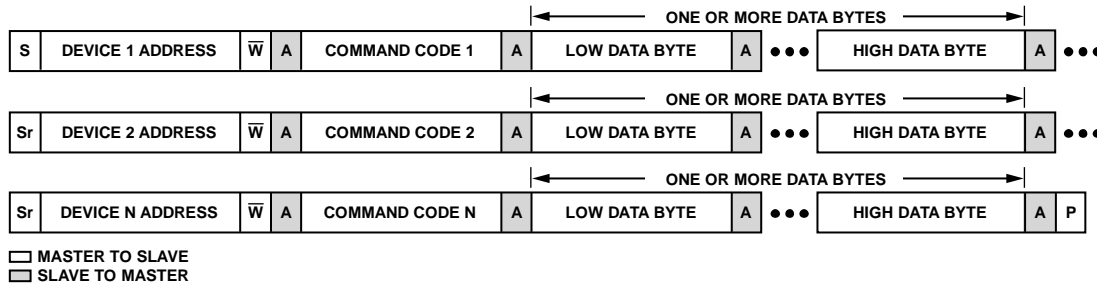 ONE OR MORE DATA BYTES
S DEVICE 1 ADDRESS W̅ A COMMAND CODE 1 A LOW DATA BYTE A ••• HIGH DATA BYTE A •••
ONE OR MORE DATA BYTES
Sr DEVICE 2 ADDRESS W̅ A COMMAND CODE 2 A LOW DATA BYTE A ••• HIGH DATA BYTE A •••
ONE OR MORE DATA BYTES
Sr DEVICE N ADDRESS W̅ A COMMAND CODE N A LOW DATA BYTE A ••• HIGH DATA BYTE A P
MASTER TO SLAVE
SLAVE TO MASTER